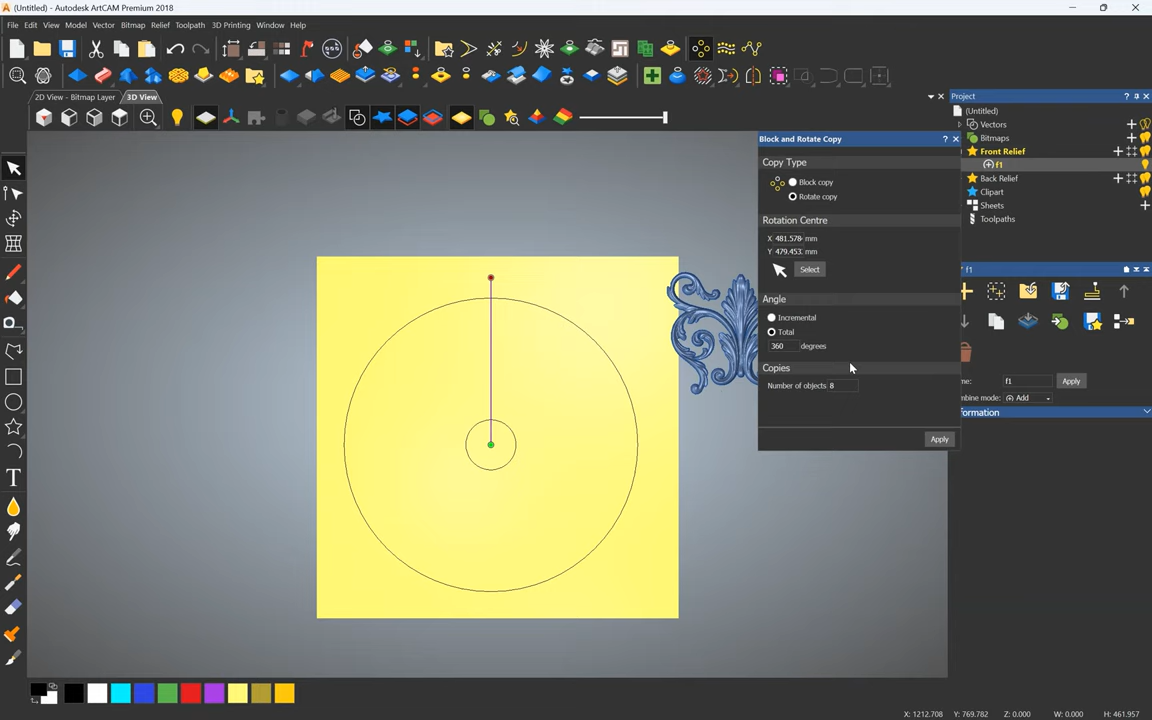 (Untitled) - Autodesk ArtCAM Premium 2018
File Edit View Model Vector Bitmap Relief Toolpath 3D Printing Window Help
2D View - Bitmap Layer 3D View
Project
(Untitled)
Vectors
Bitmaps
Front Relief
f1
Back Relief
Clipart
Sheets
Toolpaths
Block and Rotate Copy
Copy Type
Block copy
Rotate copy
Rotation Centre
X 481.578 mm
Y 479.453 mm
Select
Angle
Incremental
Total
360 degrees
Copies
Number of objects 8
Apply
f1
me: f1 Apply
mbine mode: Add
ormation
X: 1212.708 Y: 769.782 Z: 0.000 W: 0.000 H: 461.957